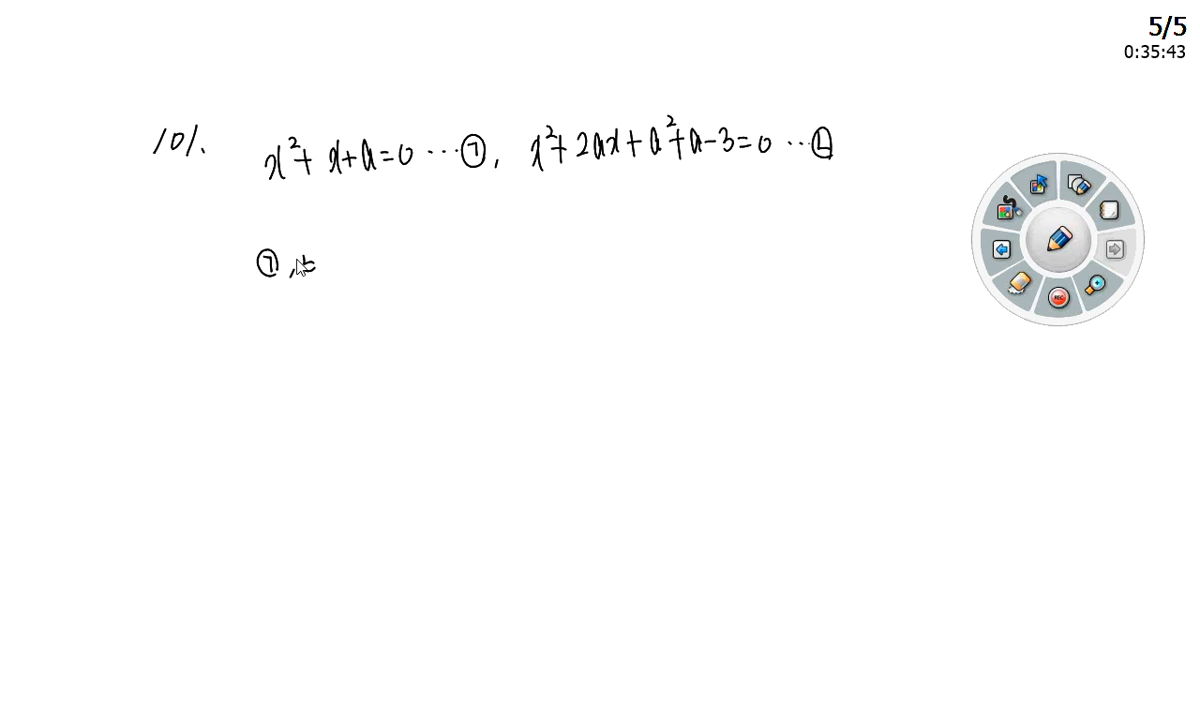 5/5
0:35:43
101. x²+x+a=0 ⋯㉠, x²+2ax+a²+a-3=0 ⋯㉡
㉠